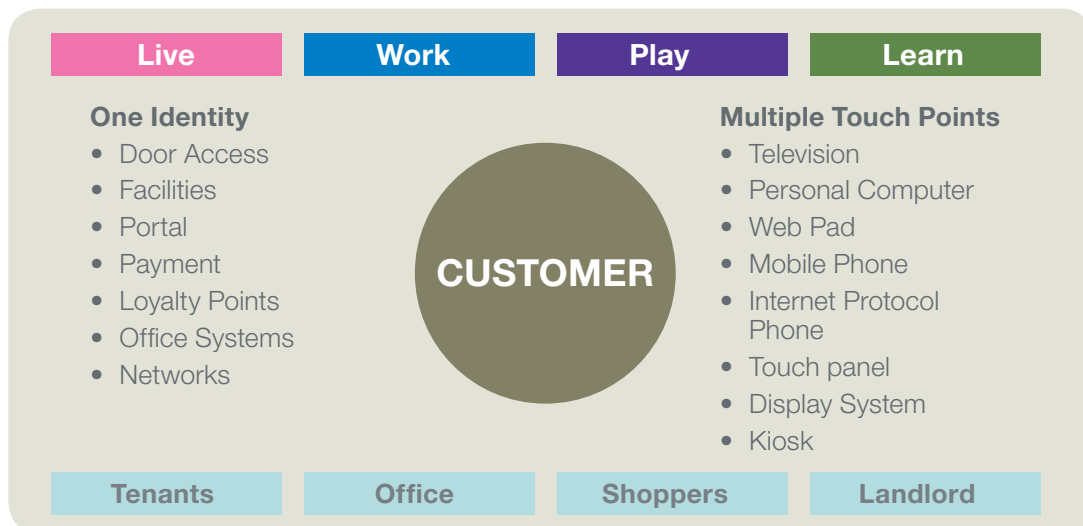 Live
Work
Play
Learn
One Identity
• Door Access
• Facilities
• Portal
• Payment
• Loyalty Points
• Office Systems
• Networks
CUSTOMER
Multiple Touch Points
• Television
• Personal Computer
• Web Pad
• Mobile Phone
• Internet Protocol
Phone
• Touch panel
• Display System
• Kiosk
Tenants
Office
Shoppers
Landlord